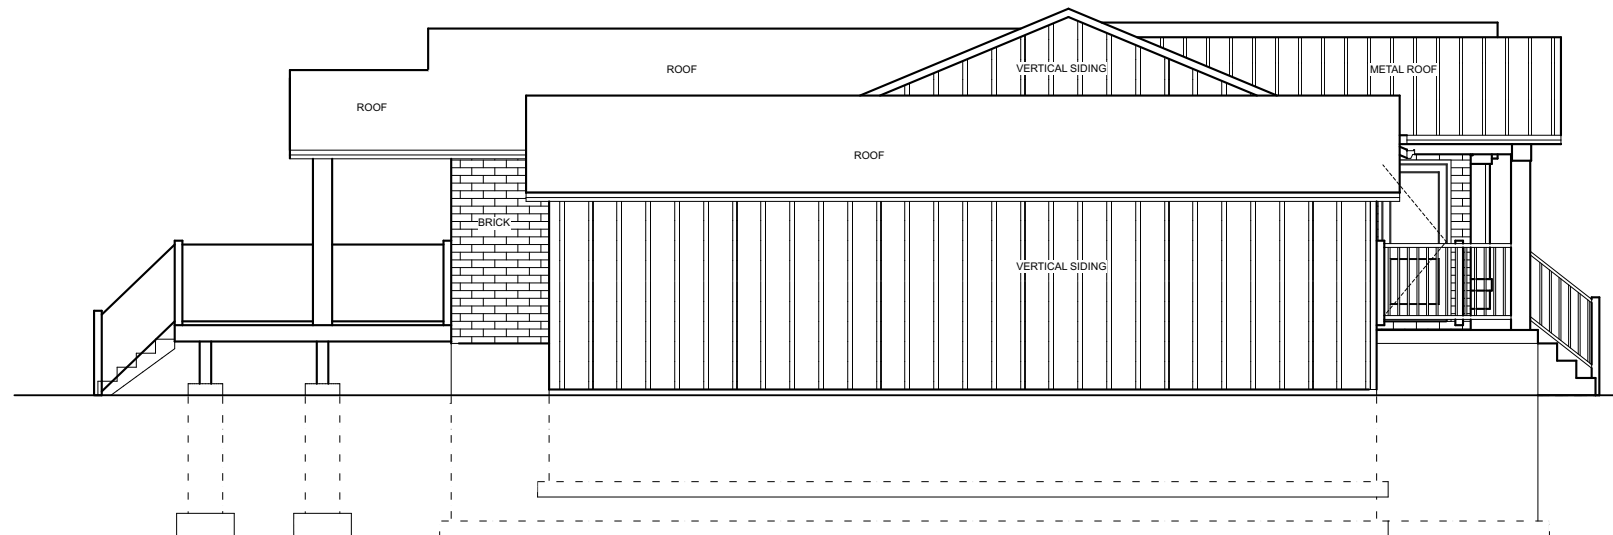 ROOF
VERTICAL SIDING
METAL ROOF
ROOF
ROOF
BRICK
VERTICAL SIDING